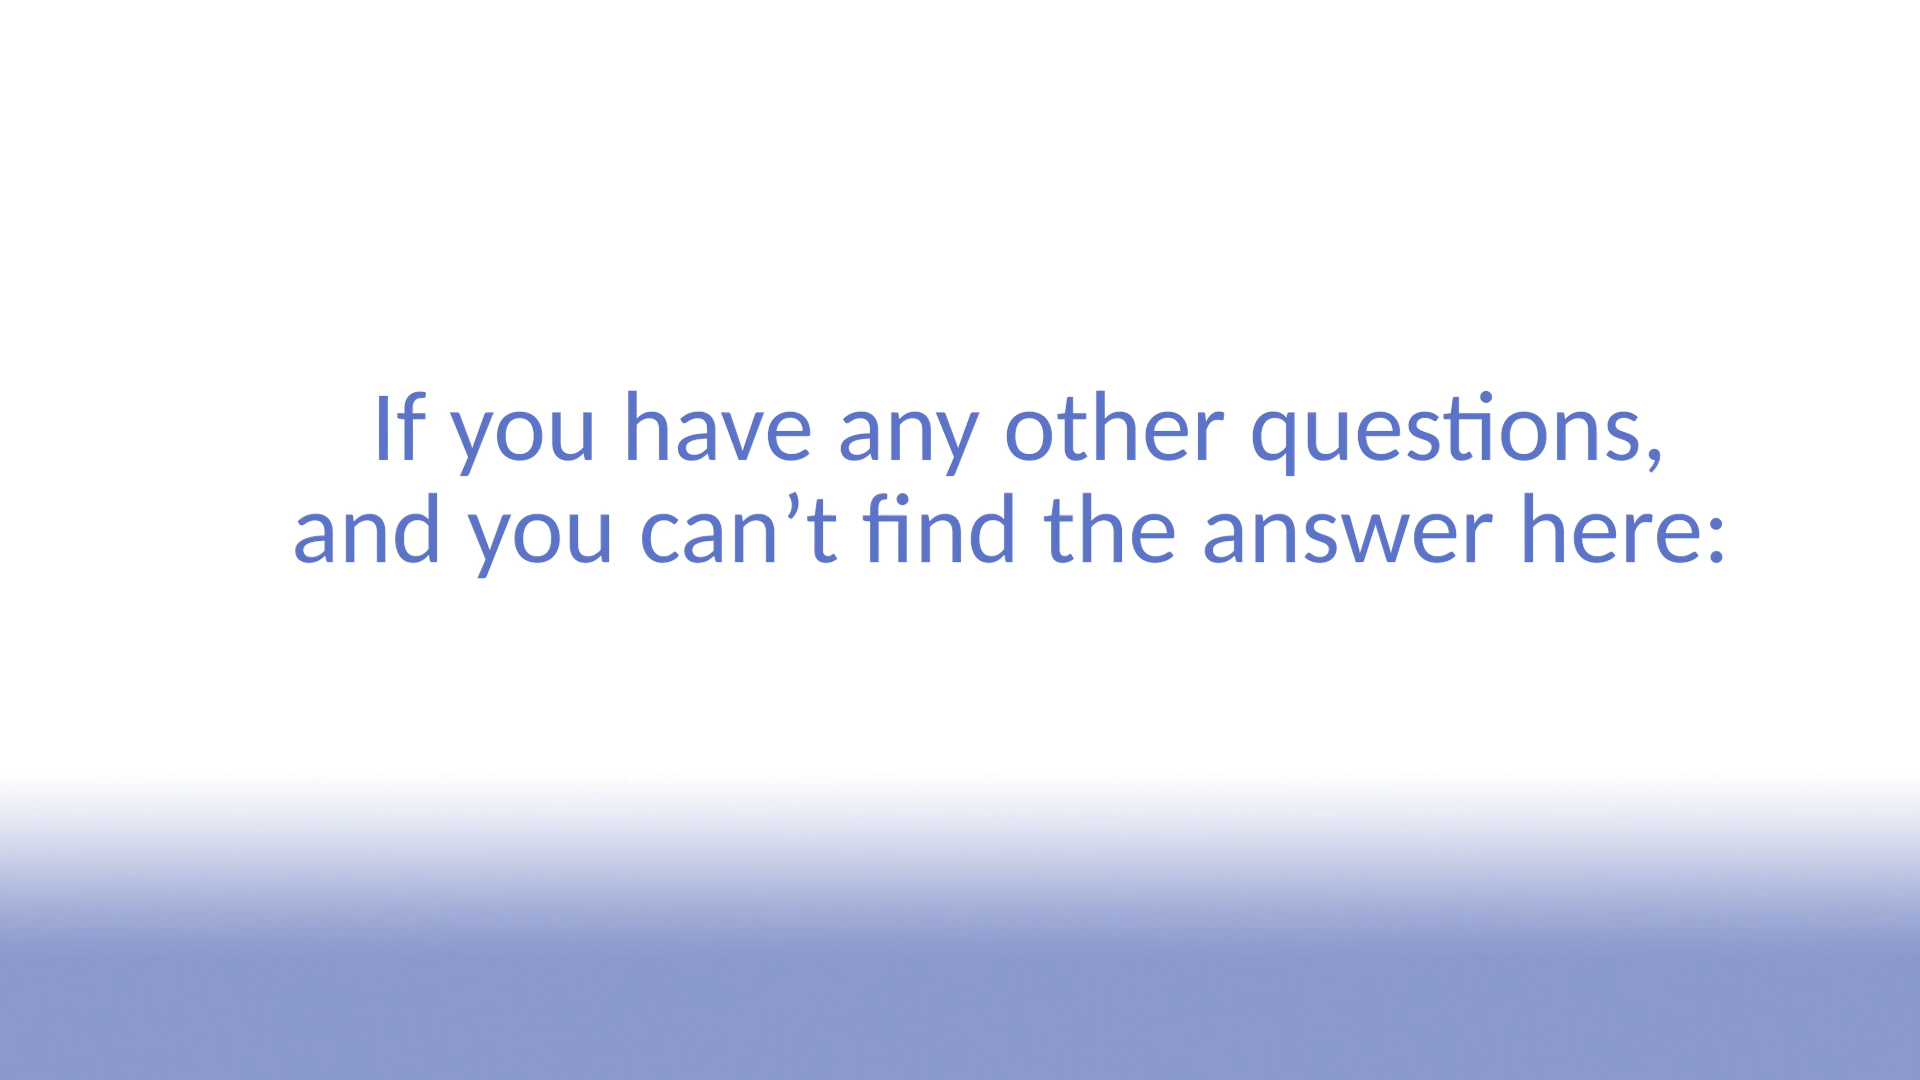 If you have any other questions,
and you can’t find the answer here: